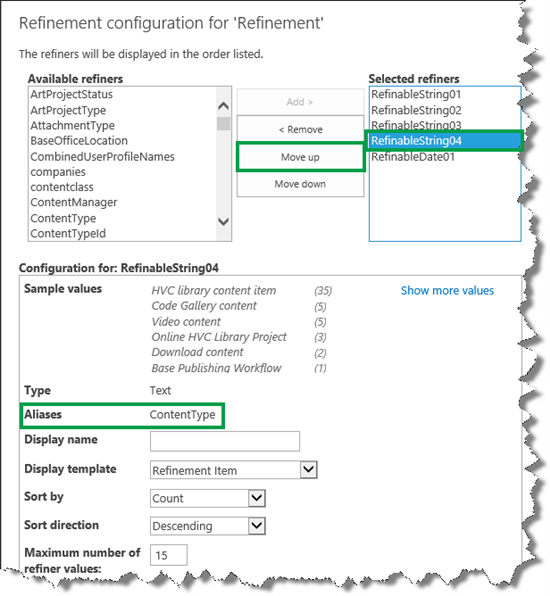 Refinement configuration for 'Refinement'
The refiners will be displayed in the order listed.
Available refiners
ArtProjectStatus
ArtProjectType
AttachmentType
BaseOfficeLocation
CombinedUserProfileNames
companies
contentclass
ContentManager
ContentType
ContentTypeId
Add >
< Remove
Move up
Move down
Selected refiners
RefinableString01
RefinableString02
RefinableString03
RefinableString04
RefinableDate01
Configuration for: RefinableString04
Sample values
HVC library content item (35)
Code Gallery content (5)
Video content (5)
Online HVC Library Project (3)
Download content (2)
Base Publishing Workflow (1)
Show more values
Type Text
Aliases ContentType
Display name
Display template Refinement Item
Sort by Count
Sort direction Descending
Maximum number of refiner values: 15